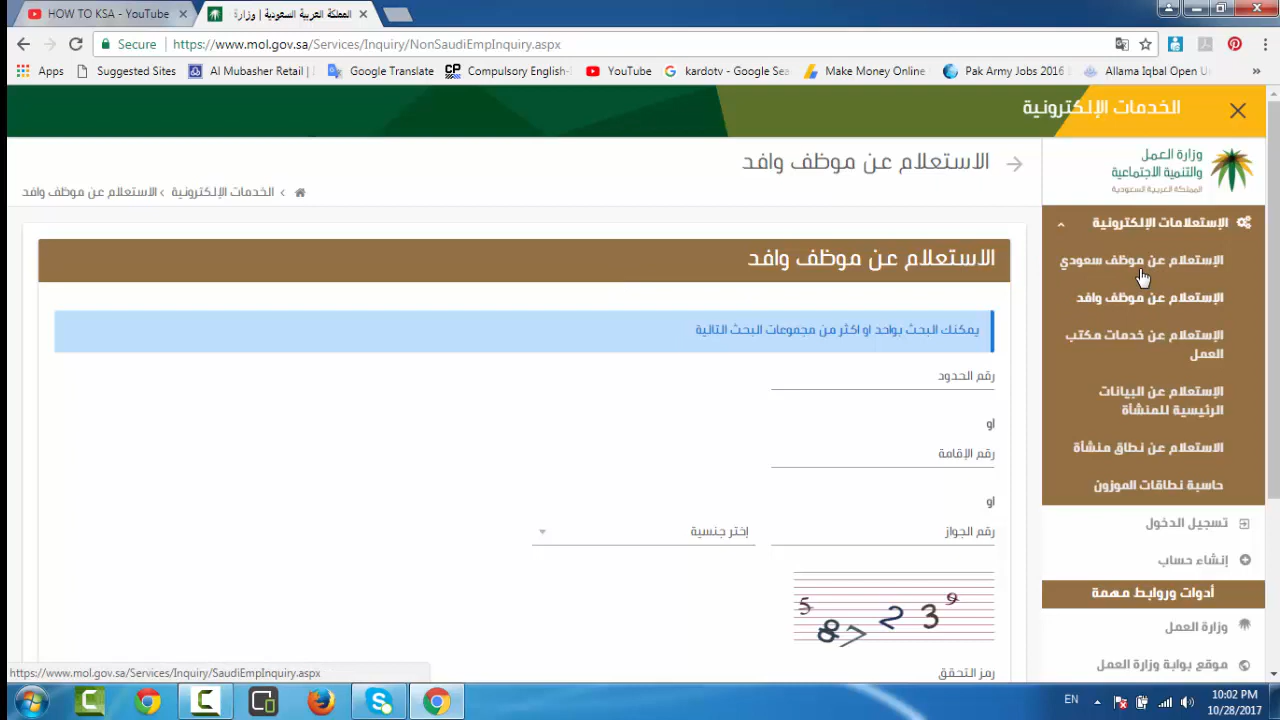 HOW TO KSA - YouTube
المملكة العربية السعودية | وزارة
Secure
https://www.mol.gov.sa/Services/Inquiry/NonSaudiEmpInquiry.aspx
Apps
Suggested Sites
Al Mubasher Retail |
Google Translate
Compulsory English-
YouTube
kardo - Google Sea
Make Money Online
Pak Army Jobs 2016
Allama Iqbal Open U
»
الخدمات الإلكترونية
وزارة العمل
والتنمية الاجتماعية
المملكة العربية السعودية
الاستعلام عن موظف وافد
الخدمات الإلكترونية > الاستعلام عن موظف وافد
الإستعلامات الإلكترونية
الإستعلام عن موظف سعودي
الإستعلام عن موظف وافد
الإستعلام عن خدمات مكتب
العمل
الإستعلام عن البيانات
الرئيسية للمنشأة
الاستعلام عن نطاق منشأة
حاسبة نطاقات الموزون
تسجيل الدخول
إنشاء حساب
أدوات وروابط مهمة
وزارة العمل
موقع بوابة وزارة العمل
الاستعلام عن موظف وافد
يمكنك البحث بواحد او اكثر من مجموعات البحث التالية
رقم الحدود
او
رقم الإقامة
او
رقم الجواز
إختر جنسية
5 8 7 2 3 9
رمز التحقق
https://www.mol.gov.sa/Services/Inquiry/SaudiEmpInquiry.aspx
EN
10:02 PM
10/28/2017